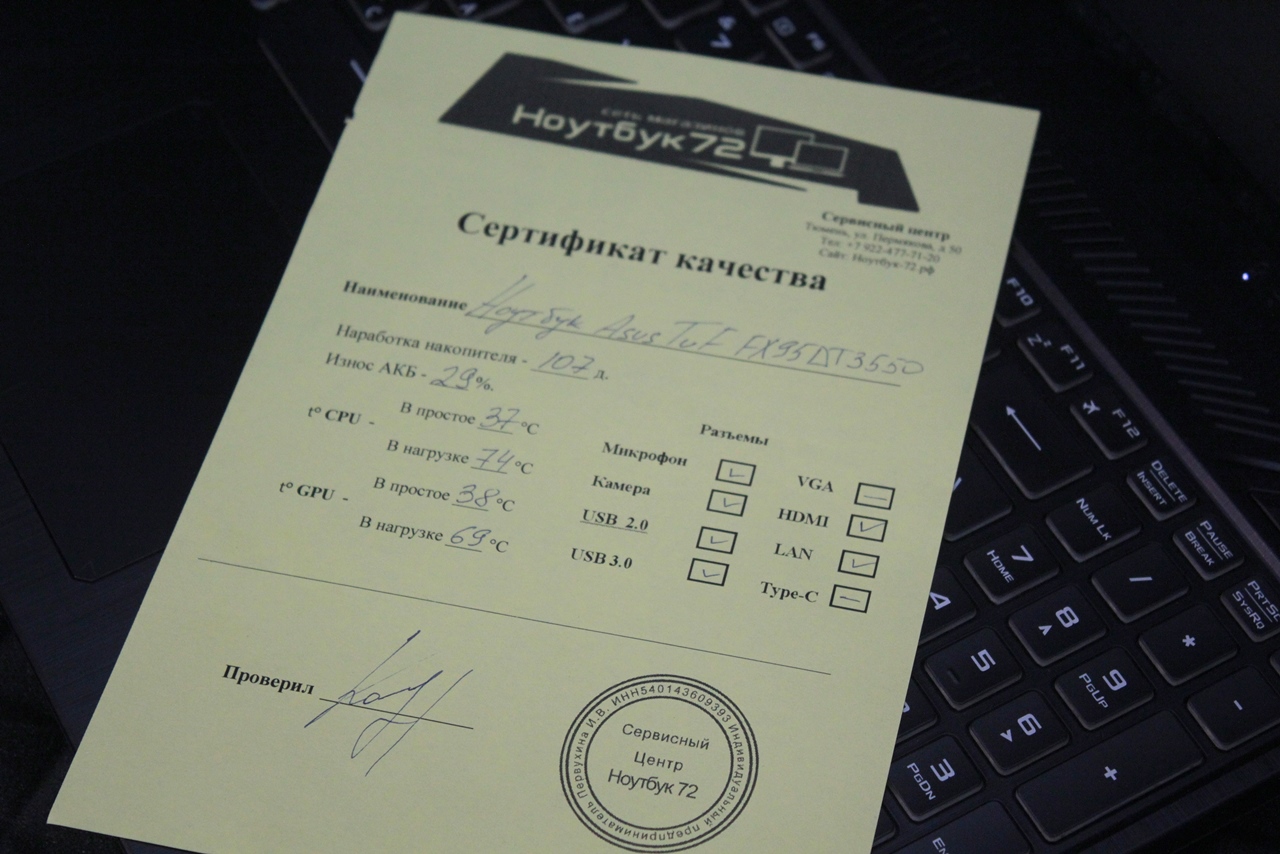 сеть магазинов
Ноутбук72
Сервисный центр
Тюмень, ул. Пермякова, д 50
Тел: +7 922-477-71-20
Сайт: Ноутбук-72.рф
Сертификат качества
Наименование Ноутбук Asus TUF FX95DT3550
Наработка накопителя - 107 д.
Износ АКБ - 29%.
t° CPU - В простое 37 °C
В нагрузке 74 °C
t° GPU - В простое 38 °C
В нагрузке 69 °C
Разъемы
Микрофон
Камера
USB 2.0
USB 3.0
VGA
HDMI
LAN
Type-C
Проверил
Индивидуальный предприниматель Первухина И.В. ИНН540143609393
Сервисный
Центр
Ноутбук 72
F10
F11
F12
DELETE
INSERT
PAUSE
BREAK
PRTSC
SYSRQ
NUM LK
7
HOME
/
8
*
4
5
9
PGUP
-
6
3
PGDN
+